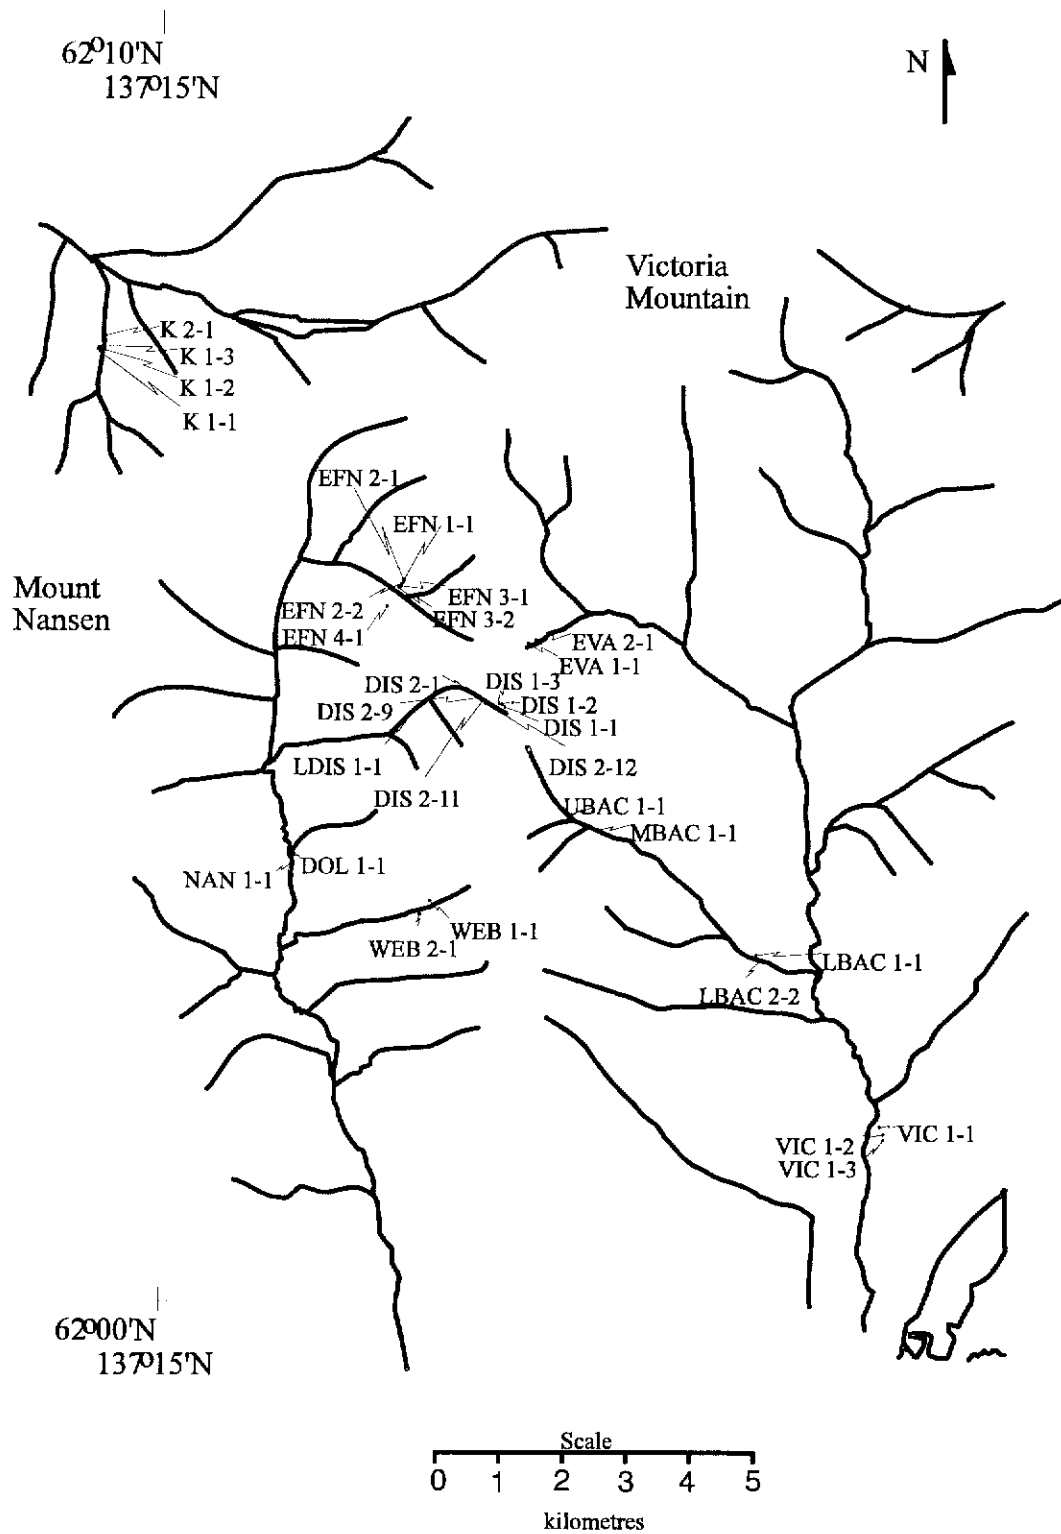 62°10'N
137°15'N
N
Victoria
Mountain
K 2-1
K 1-3
K 1-2
K 1-1
EFN 2-1
EFN 1-1
Mount
Nansen
EFN 3-1
EFN 2-2
EFN 3-2
EFN 4-1
EVA 2-1
EVA 1-1
DIS 2-1
DIS 1-3
DIS 2-9
DIS 1-2
DIS 1-1
LDIS 1-1
DIS 2-12
DIS 2-11
UBAC 1-1
MBAC 1-1
NAN 1-1
DOL 1-1
WEB 2-1
WEB 1-1
LBAC 1-1
LBAC 2-2
VIC 1-2
VIC 1-1
VIC 1-3
62°00'N
137°15'N
Scale
0 1 2 3 4 5
kilometres